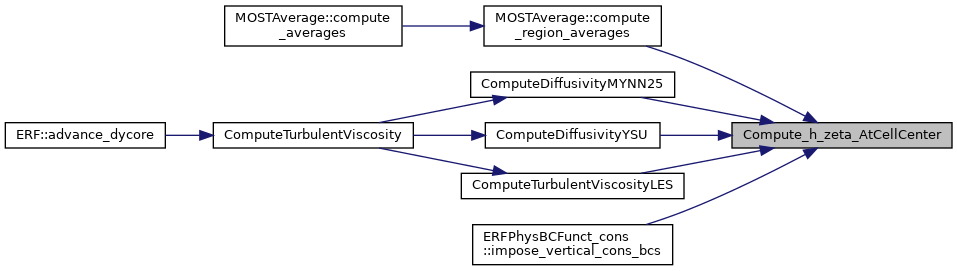 MOSTAverage::compute
_averages
MOSTAverage::compute
_region_averages
ComputeDiffusivityMYNN25
ERF::advance_dycore
ComputeTurbulentViscosity
ComputeDiffusivityYSU
Compute_h_zeta_AtCellCenter
ComputeTurbulentViscosityLES
ERFPhysBCFunct_cons
::impose_vertical_cons_bcs